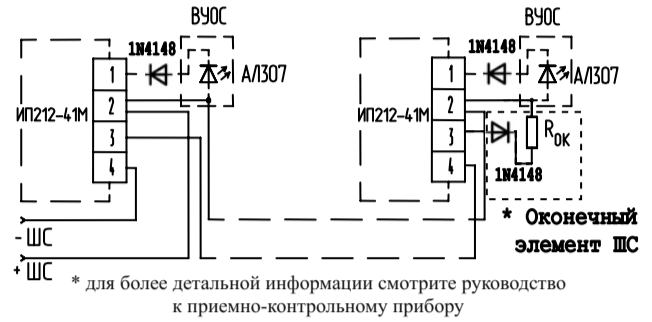 ВУОС
ВУОС
1N4148
1N4148
АЛ307
АЛ307
1
2
3
4
ИП212-41М
1
2
3
4
ИП212-41М
RОК
1N4148
- ШС
+ ШС
* Оконечный
элемент ШС
* для более детальной информации смотрите руководство
к приемно-контрольному прибору